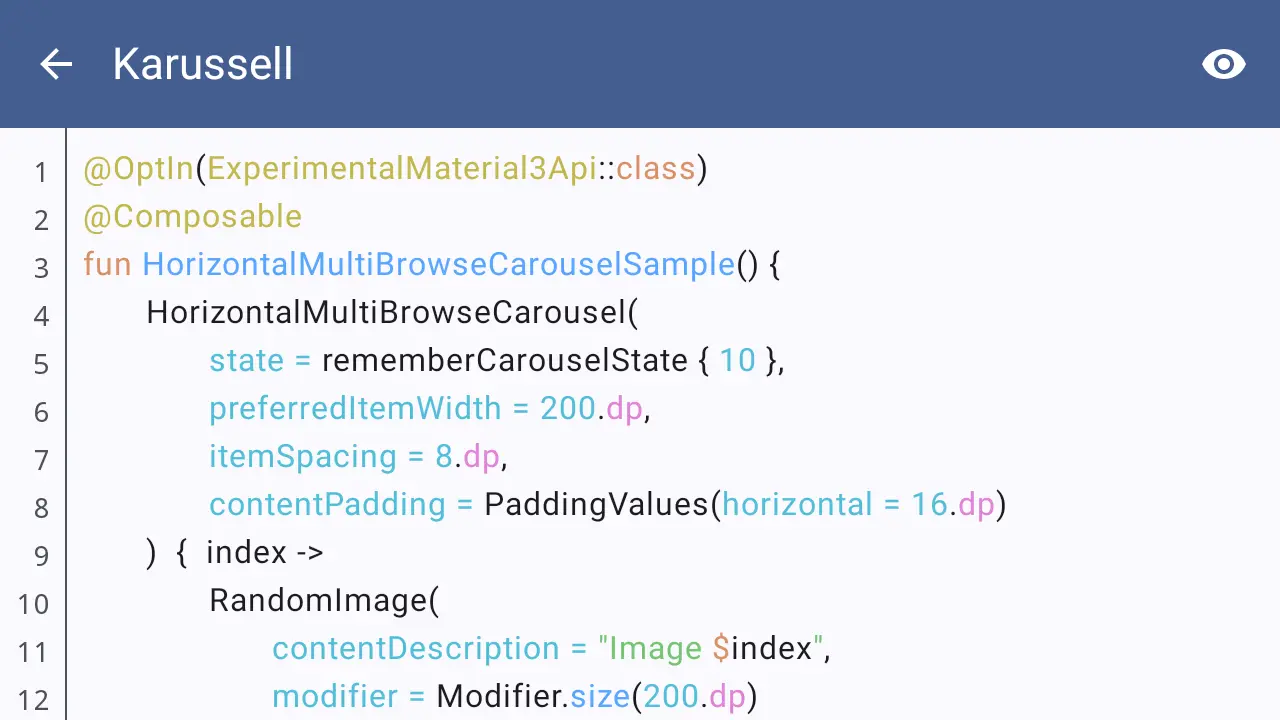 Karussell
1 @OptIn(ExperimentalMaterial3Api::class)
2 @Composable
3 fun HorizontalMultiBrowseCarouselSample() {
4 HorizontalMultiBrowseCarousel(
5 state = rememberCarouselState { 10 },
6 preferredItemWidth = 200.dp,
7 itemSpacing = 8.dp,
8 contentPadding = PaddingValues(horizontal = 16.dp)
9 ) { index ->
10 RandomImage(
11 contentDescription = "Image $index",
12 modifier = Modifier.size(200.dp)